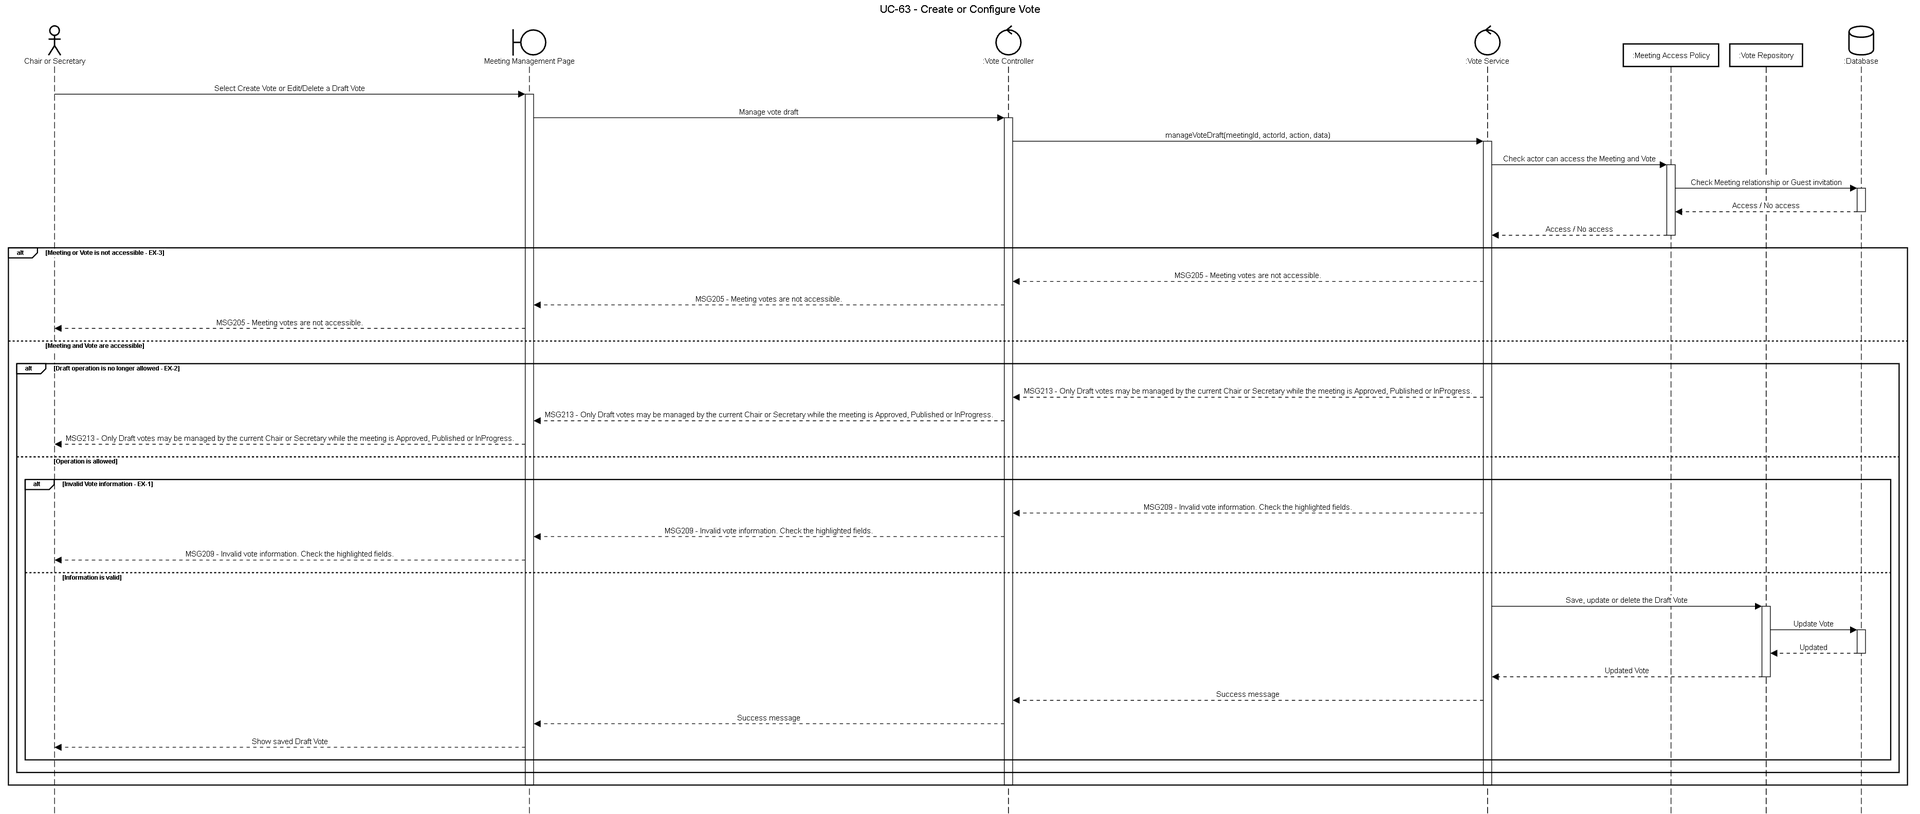 UC-63 - Create or Configure Vote
Chair or Secretary
Meeting Management Page
:Vote Controller
:Vote Service
:Meeting Access Policy
:Vote Repository
:Database
Select Create Vote or Edit/Delete a Draft Vote
Manage vote draft
manageVoteDraft(meetingId, actorId, action, data)
Check actor can access the Meeting and Vote
Check Meeting relationship or Guest invitation
Access / No access
Access / No access
alt
[Meeting or Vote is not accessible - EX-3]
MSG205 - Meeting votes are not accessible.
MSG205 - Meeting votes are not accessible.
MSG205 - Meeting votes are not accessible.
[Meeting and Vote are accessible]
alt
[Draft operation is no longer allowed - EX-2]
MSG213 - Only Draft votes may be managed by the current Chair or Secretary while the meeting is Approved, Published or InProgress.
MSG213 - Only Draft votes may be managed by the current Chair or Secretary while the meeting is Approved, Published or InProgress.
MSG213 - Only Draft votes may be managed by the current Chair or Secretary while the meeting is Approved, Published or InProgress.
[Operation is allowed]
alt
[Invalid Vote information - EX-1]
MSG209 - Invalid vote information. Check the highlighted fields.
MSG209 - Invalid vote information. Check the highlighted fields.
MSG209 - Invalid vote information. Check the highlighted fields.
[Information is valid]
Save, update or delete the Draft Vote
Update Vote
Updated
Updated Vote
Success message
Success message
Show saved Draft Vote